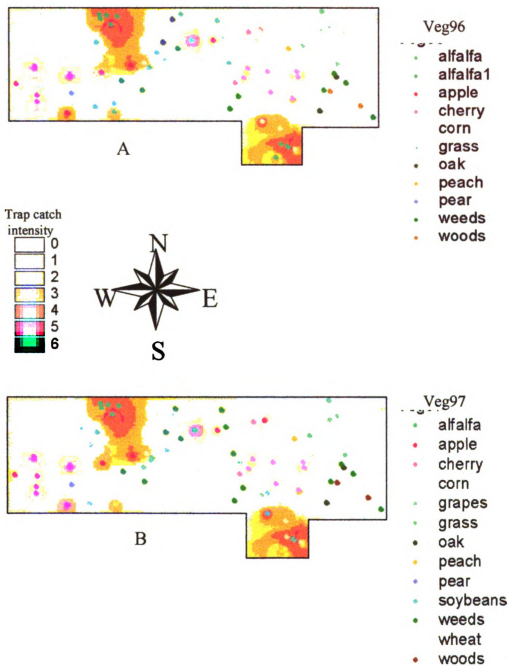 Veg96
alfalfa
alfalfa1
apple
cherry
corn
grass
oak
peach
pear
weeds
woods
A
Trap catch
intensity
0
1
2
3
4
5
6
N
W E
S
Veg97
alfalfa
apple
cherry
corn
grapes
grass
oak
peach
pear
soybeans
weeds
wheat
woods
B